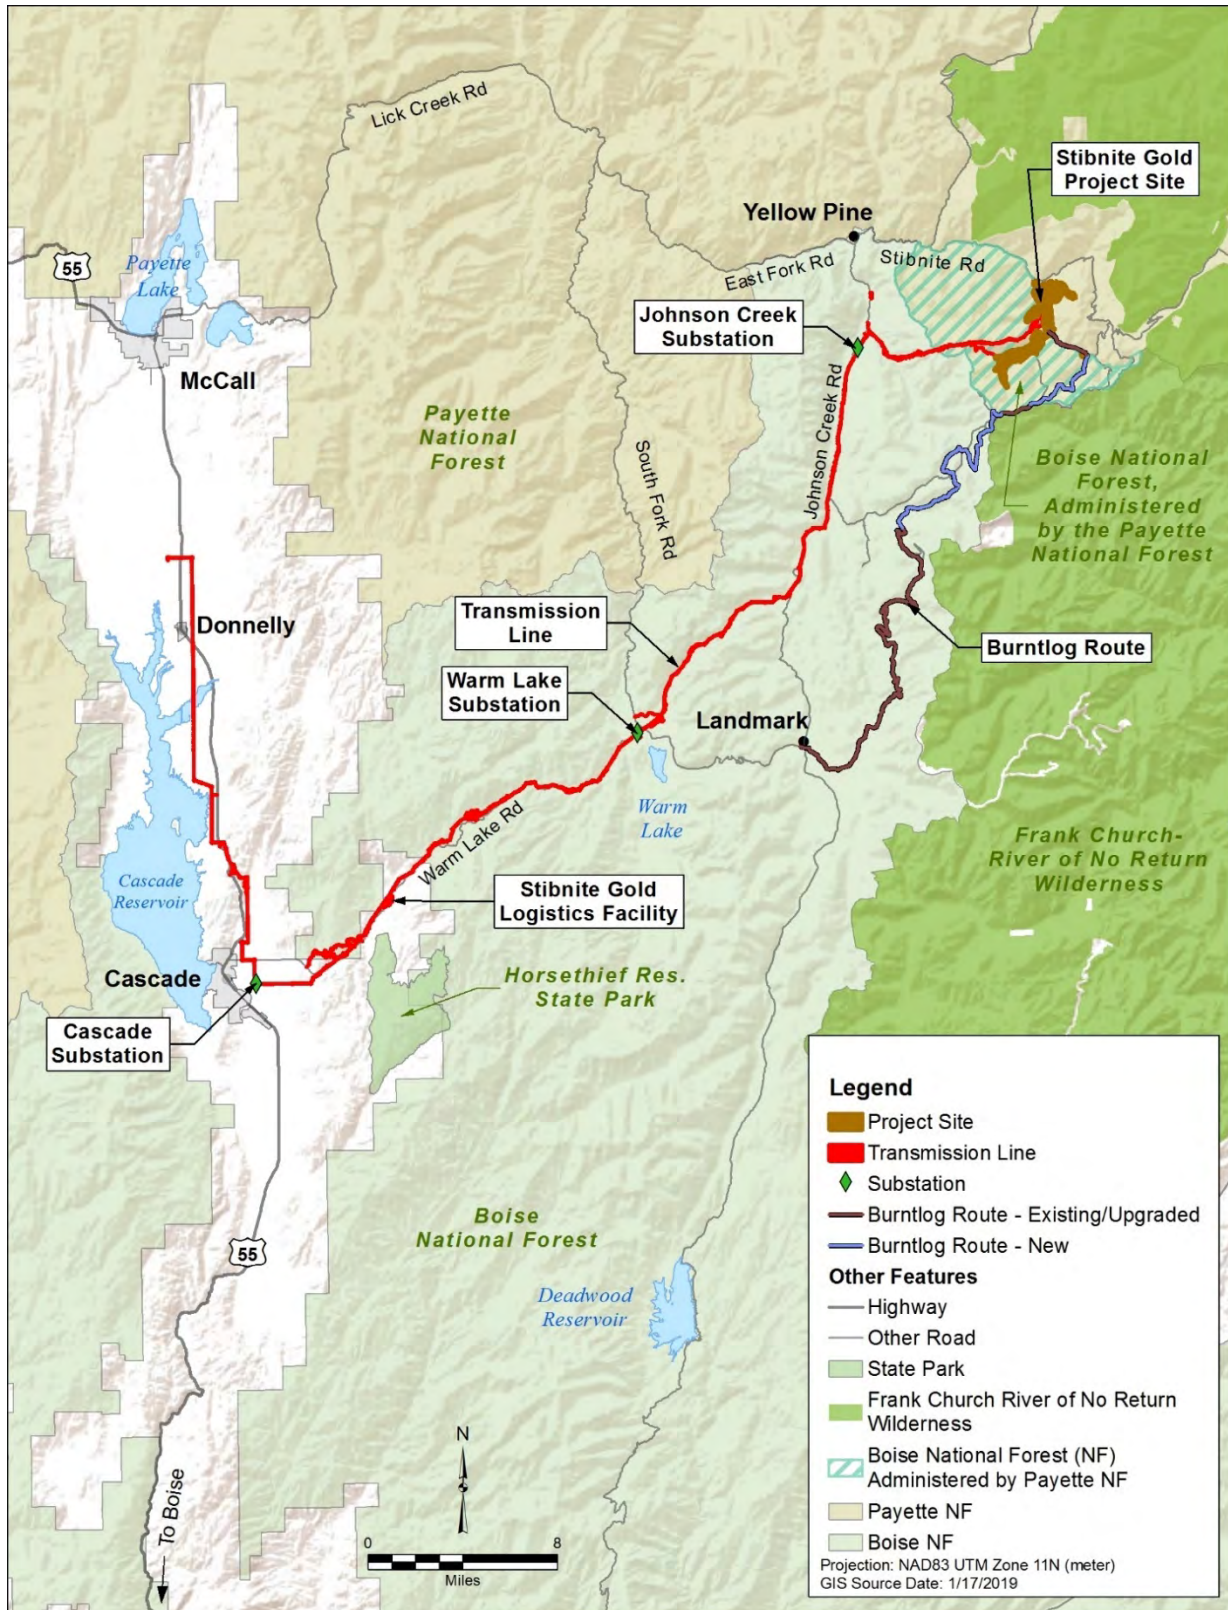 Lick Creek Rd
Stibnite Gold
Project Site
Yellow Pine
55
Payette
Lake
East Fork Rd
Stibnite Rd
Johnson Creek
Substation
McCall
Payette
National
Forest
South Fork Rd
Johnson Creek Rd
Boise National
Forest,
Administered
by the Payette
National Forest
Transmission
Line
Donnelly
Burntlog Route
Warm Lake
Substation
Landmark
Warm
Lake
Warm Lake Rd
Frank Church-
River of No Return
Wilderness
Cascade
Reservoir
Stibnite Gold
Logistics Facility
Cascade
Horsethief Res.
State Park
Cascade
Substation
Boise
National Forest
55
Deadwood
Reservoir
To Boise
N
0
8
Miles
Legend
Project Site
Transmission Line
Substation
Burntlog Route - Existing/Upgraded
Burntlog Route - New
Other Features
Highway
Other Road
State Park
Frank Church River of No Return
Wilderness
Boise National Forest (NF)
Administered by Payette NF
Payette NF
Boise NF
Projection: NAD83 UTM Zone 11N (meter)
GIS Source Date: 1/17/2019